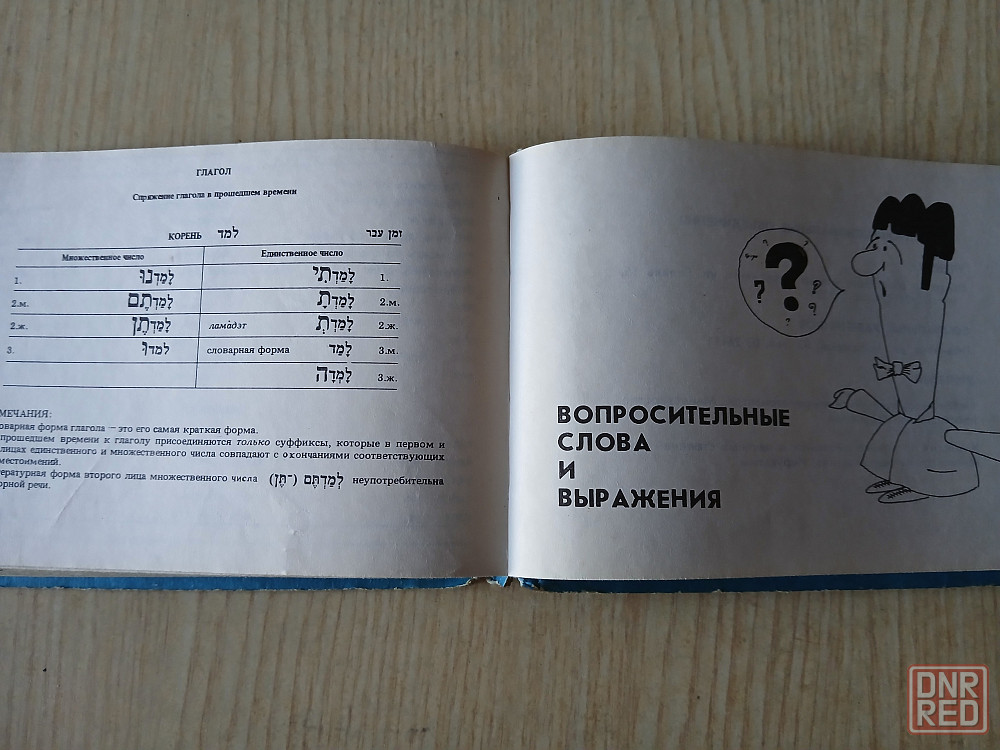 ГЛАГОЛ
Спряжение глагола в прошедшем времени
КОРЕНЬ למד זמן עבר
Множественное число Единственное число
1. לָמַדְנוּ לָמַדְתִּי 1.
2.м. לָמַדְתֶּם לָמַדְתָּ 2.м.
2.ж. לָמַדְתֶּן ламáдэт לָמַדְתְּ 2.ж.
3. למדוּ словарная форма לָמַד 3.м.
לָמְדָה 3.ж.
МЕЧАНИЯ:
оварная форма глагола — это его самая краткая форма.
прошедшем времени к глаголу присоединяются только суффиксы, которые в первом и
лицах единственного и множественного числа совпадают с окончаниями соответствующих
местоимений.
тературная форма второго лица множественного числа לְמַדְתֶּם (־תֶּן) неупотребительна
орной речи.
ВОПРОСИТЕЛЬНЫЕ
СЛОВА
И
ВЫРАЖЕНИЯ
DNR
RED